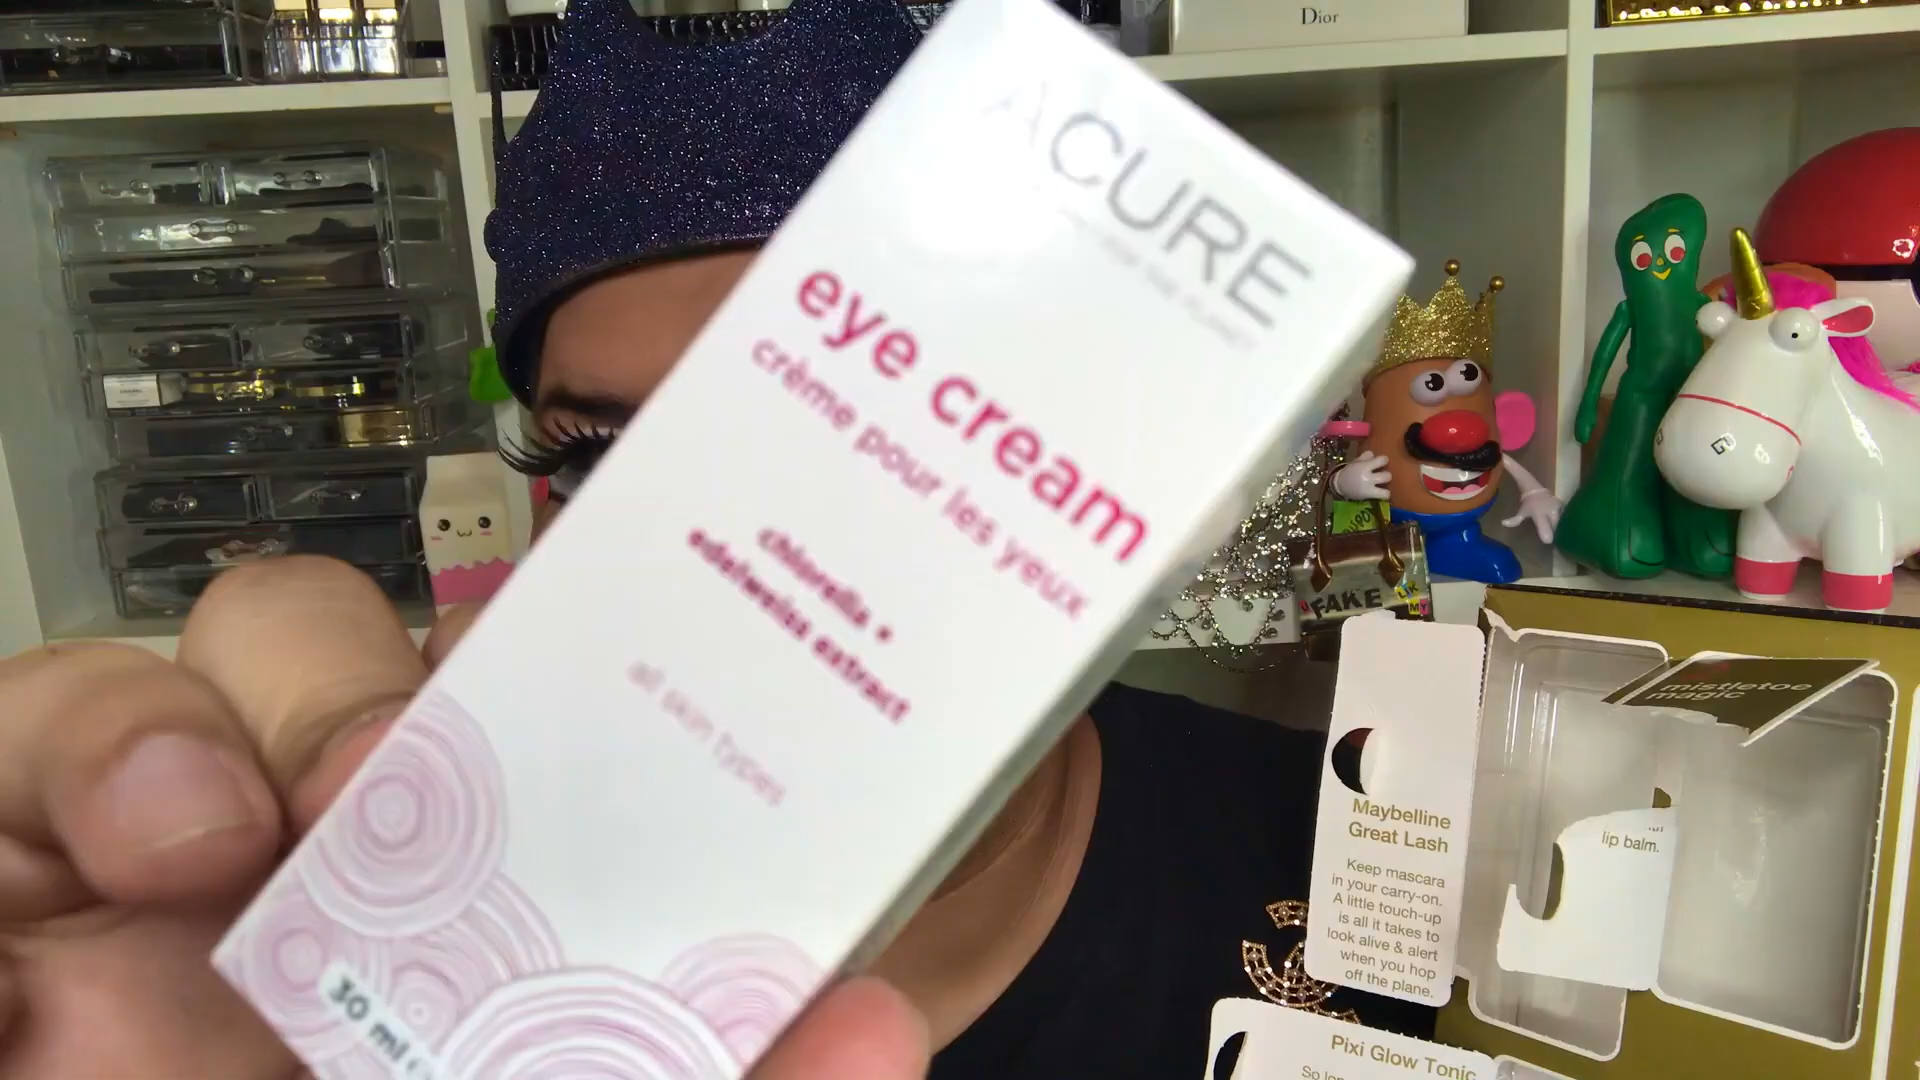 Dior
ACURE
eye cream
crème pour les yeux
chlorella +
edelweiss extract
all skin types
30 ml
FAKE
LIK
MY
mistletoe
magic
Maybelline
Great Lash
Keep mascara
in your carry-on.
A little touch-up
is all it takes to
look alive & alert
when you hop
off the plane.
lip balm.
Pixi Glow Tonic